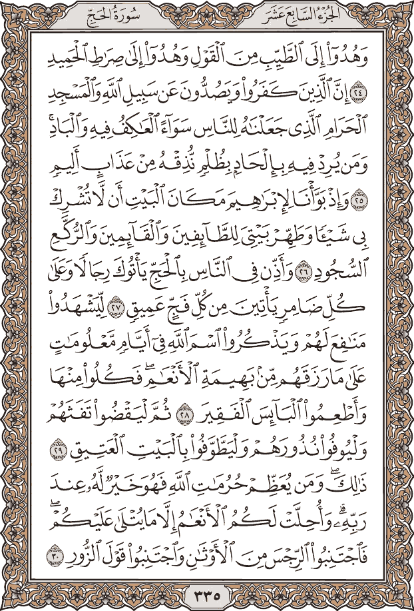 الجزء السابع عشر
سورة الحج
وَهُدُوٓا۟ إِلَى ٱلطَّيِّبِ مِنَ ٱلْقَوْلِ وَهُدُوٓا۟ إِلَىٰ صِرَٰطِ ٱلْحَمِيدِ
٢٤ إِنَّ ٱلَّذِينَ كَفَرُوا۟ وَيَصُدُّونَ عَن سَبِيلِ ٱللَّهِ وَٱلْمَسْجِدِ
ٱلْحَرَامِ ٱلَّذِى جَعَلْنَٰهُ لِلنَّاسِ سَوَآءً ٱلْعَٰكِفُ فِيهِ وَٱلْبَادِ ۚ
وَمَن يُرِدْ فِيهِ بِإِلْحَادٍۭ بِظُلْمٍ نُّذِقْهُ مِنْ عَذَابٍ أَلِيمٍ
٢٥ وَإِذْ بَوَّأْنَا لِإِبْرَٰهِيمَ مَكَانَ ٱلْبَيْتِ أَن لَّا تُشْرِكْ
بِى شَيْـًٔا وَطَهِّرْ بَيْتِىَ لِلطَّآئِفِينَ وَٱلْقَآئِمِينَ وَٱلرُّكَّعِ
ٱلسُّجُودِ ٢٦ وَأَذِّن فِى ٱلنَّاسِ بِٱلْحَجِّ يَأْتُوكَ رِجَالًا وَعَلَىٰ
كُلِّ ضَامِرٍ يَأْتِينَ مِن كُلِّ فَجٍّ عَمِيقٍ ٢٧ لِّيَشْهَدُوا۟
مَنَٰفِعَ لَهُمْ وَيَذْكُرُوا۟ ٱسْمَ ٱللَّهِ فِىٓ أَيَّامٍ مَّعْلُومَٰتٍ
عَلَىٰ مَا رَزَقَهُم مِّنۢ بَهِيمَةِ ٱلْأَنْعَٰمِ ۖ فَكُلُوا۟ مِنْهَا
وَأَطْعِمُوا۟ ٱلْبَآئِسَ ٱلْفَقِيرَ ٢٨ ثُمَّ لْيَقْضُوا۟ تَفَثَهُمْ
وَلْيُوفُوا۟ نُذُورَهُمْ وَلْيَطَّوَّفُوا۟ بِٱلْبَيْتِ ٱلْعَتِيقِ ٢٩
ذَٰلِكَ وَمَن يُعَظِّمْ حُرُمَٰتِ ٱللَّهِ فَهُوَ خَيْرٌ لَّهُۥ عِندَ
رَبِّهِۦ ۗ وَأُحِلَّتْ لَكُمُ ٱلْأَنْعَٰمُ إِلَّا مَا يُتْلَىٰ عَلَيْكُمْ ۖ
فَٱجْتَنِبُوا۟ ٱلرِّجْسَ مِنَ ٱلْأَوْثَٰنِ وَٱجْتَنِبُوا۟ قَوْلَ ٱلزُّورِ ٣٠
٣٣٥